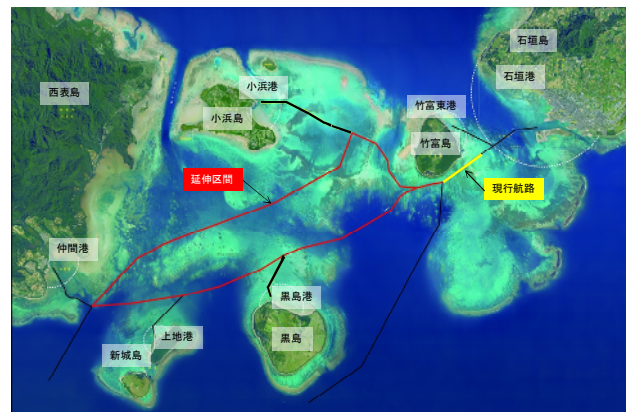 石垣島
石垣港
西表島
小浜港
小浜島
竹富東港
竹富島
延伸区間
現行航路
仲間港
黒島港
黒島
上地港
新城島